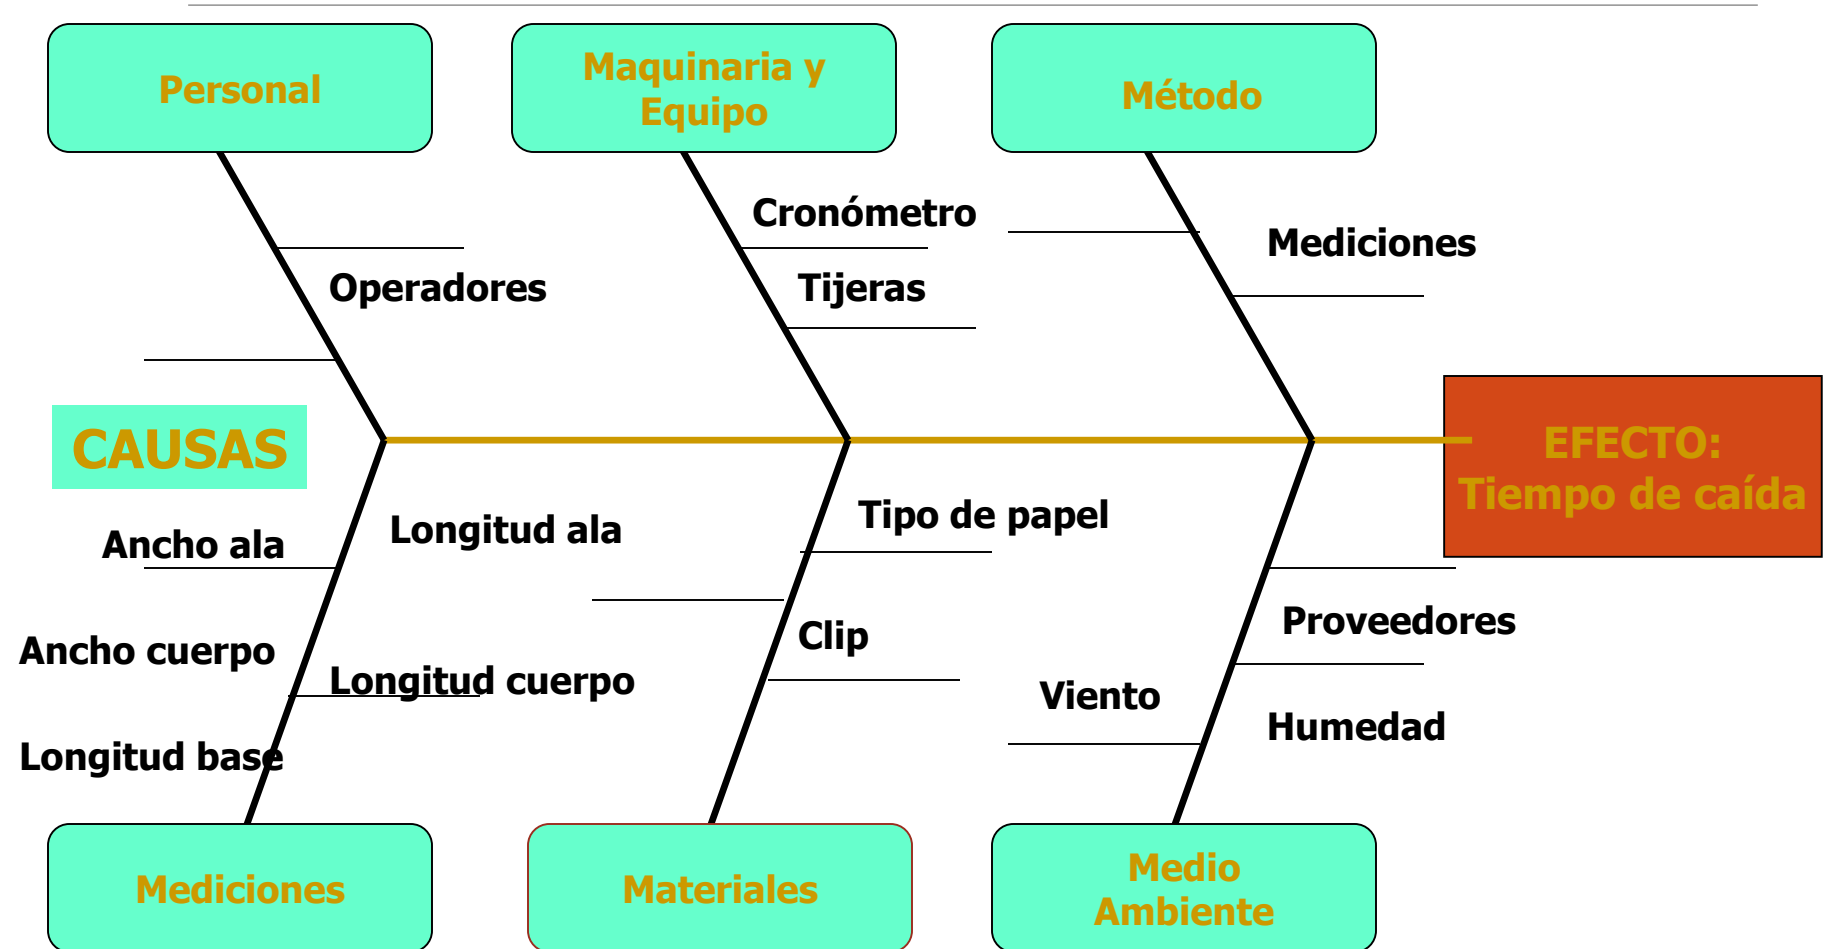 Personal
Maquinaria y
Equipo
Método
Cronómetro
Mediciones
Operadores
Tijeras
CAUSAS
EFECTO:
Tiempo de caída
Ancho ala
Longitud ala
Tipo de papel
Ancho cuerpo
Clip
Proveedores
Longitud cuerpo
Viento
Longitud base
Humedad
Mediciones
Materiales
Medio
Ambiente